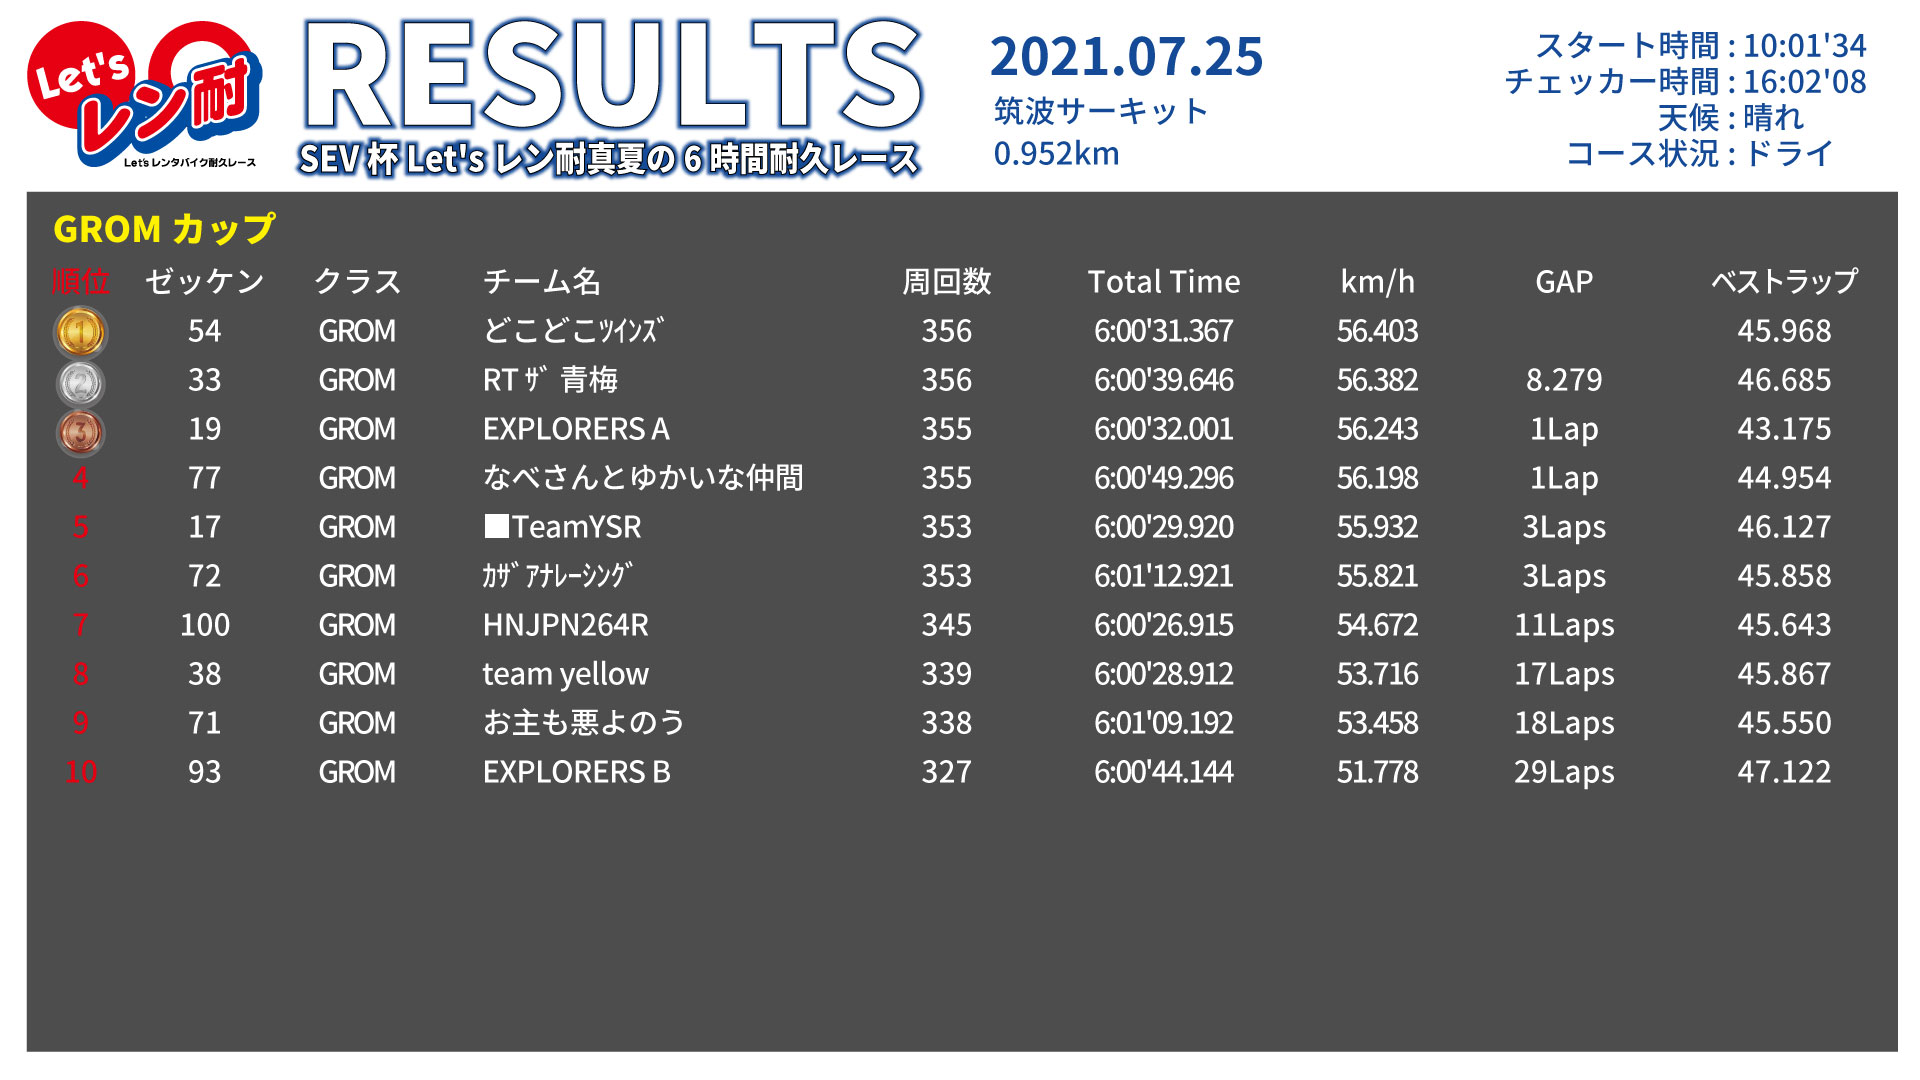 Let's
レン耐
Let's レンタバイク耐久レース
RESULTS
SEV 杯 Let's レン耐真夏の 6 時間耐久レース
2021.07.25
筑波サーキット
0.952km
スタート時間 : 10:01'34
チェッカー時間 : 16:02'08
天候 : 晴れ
コース状況 : ドライ
GROM カップ
順位 ゼッケン クラス チーム名 周回数 Total Time km/h GAP ベストラップ
1 54 GROM どこどこﾂインズ 356 6:00'31.367 56.403 45.968
2 33 GROM RT ザ 青梅 356 6:00'39.646 56.382 8.279 46.685
3 19 GROM EXPLORERS A 355 6:00'32.001 56.243 1Lap 43.175
4 77 GROM なべさんとゆかいな仲間 355 6:00'49.296 56.198 1Lap 44.954
5 17 GROM ■TeamYSR 353 6:00'29.920 55.932 3Laps 46.127
6 72 GROM ｶｻﾞｱﾅﾚｰｼﾝｸﾞ 353 6:01'12.921 55.821 3Laps 45.858
7 100 GROM HNJPN264R 345 6:00'26.915 54.672 11Laps 45.643
8 38 GROM team yellow 339 6:00'28.912 53.716 17Laps 45.867
9 71 GROM お主も悪よのう 338 6:01'09.192 53.458 18Laps 45.550
10 93 GROM EXPLORERS B 327 6:00'44.144 51.778 29Laps 47.122